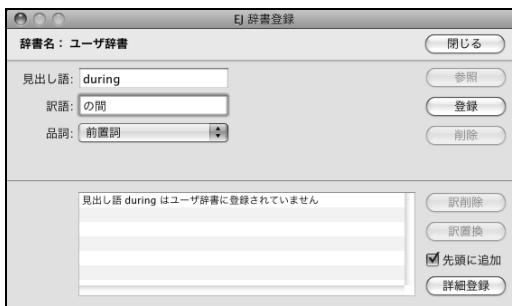 EJ 辞書登録
辞書名： ユーザ辞書
閉じる
見出し語: during
参照
訳語: の間
登録
品詞: 前置詞
削除
見出し語 during はユーザ辞書に登録されていません
訳削除
訳置換
先頭に追加
詳細登録